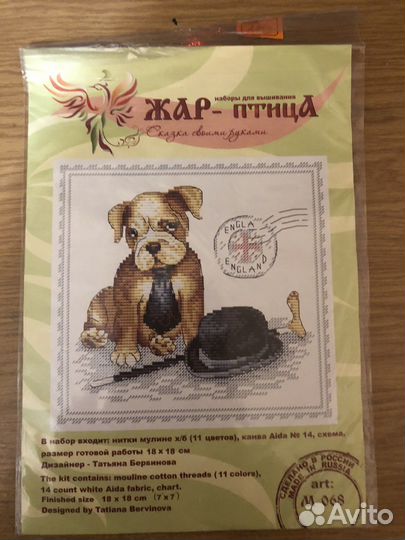 наборы для вышивания
ЖАР-ПТИЦА
Сказка своими руками
ENGLA
ENGLAND
В набор входит: нитки мулине х/б (11 цветов), канва Aida № 14, схема,
размер готовой работы 18 х 18 см
Дизайнер - Татьяна Бервинова
The kit contains: mouline cotton threads (11 colors),
14 count white Aida fabric, chart.
Finished size 18 x 18 cm (7 x 7)
Designed by Tatiana Bervinova
СДЕЛАНО В РОССИИ
MADE IN RUSSIA
art:
М 068
Avito